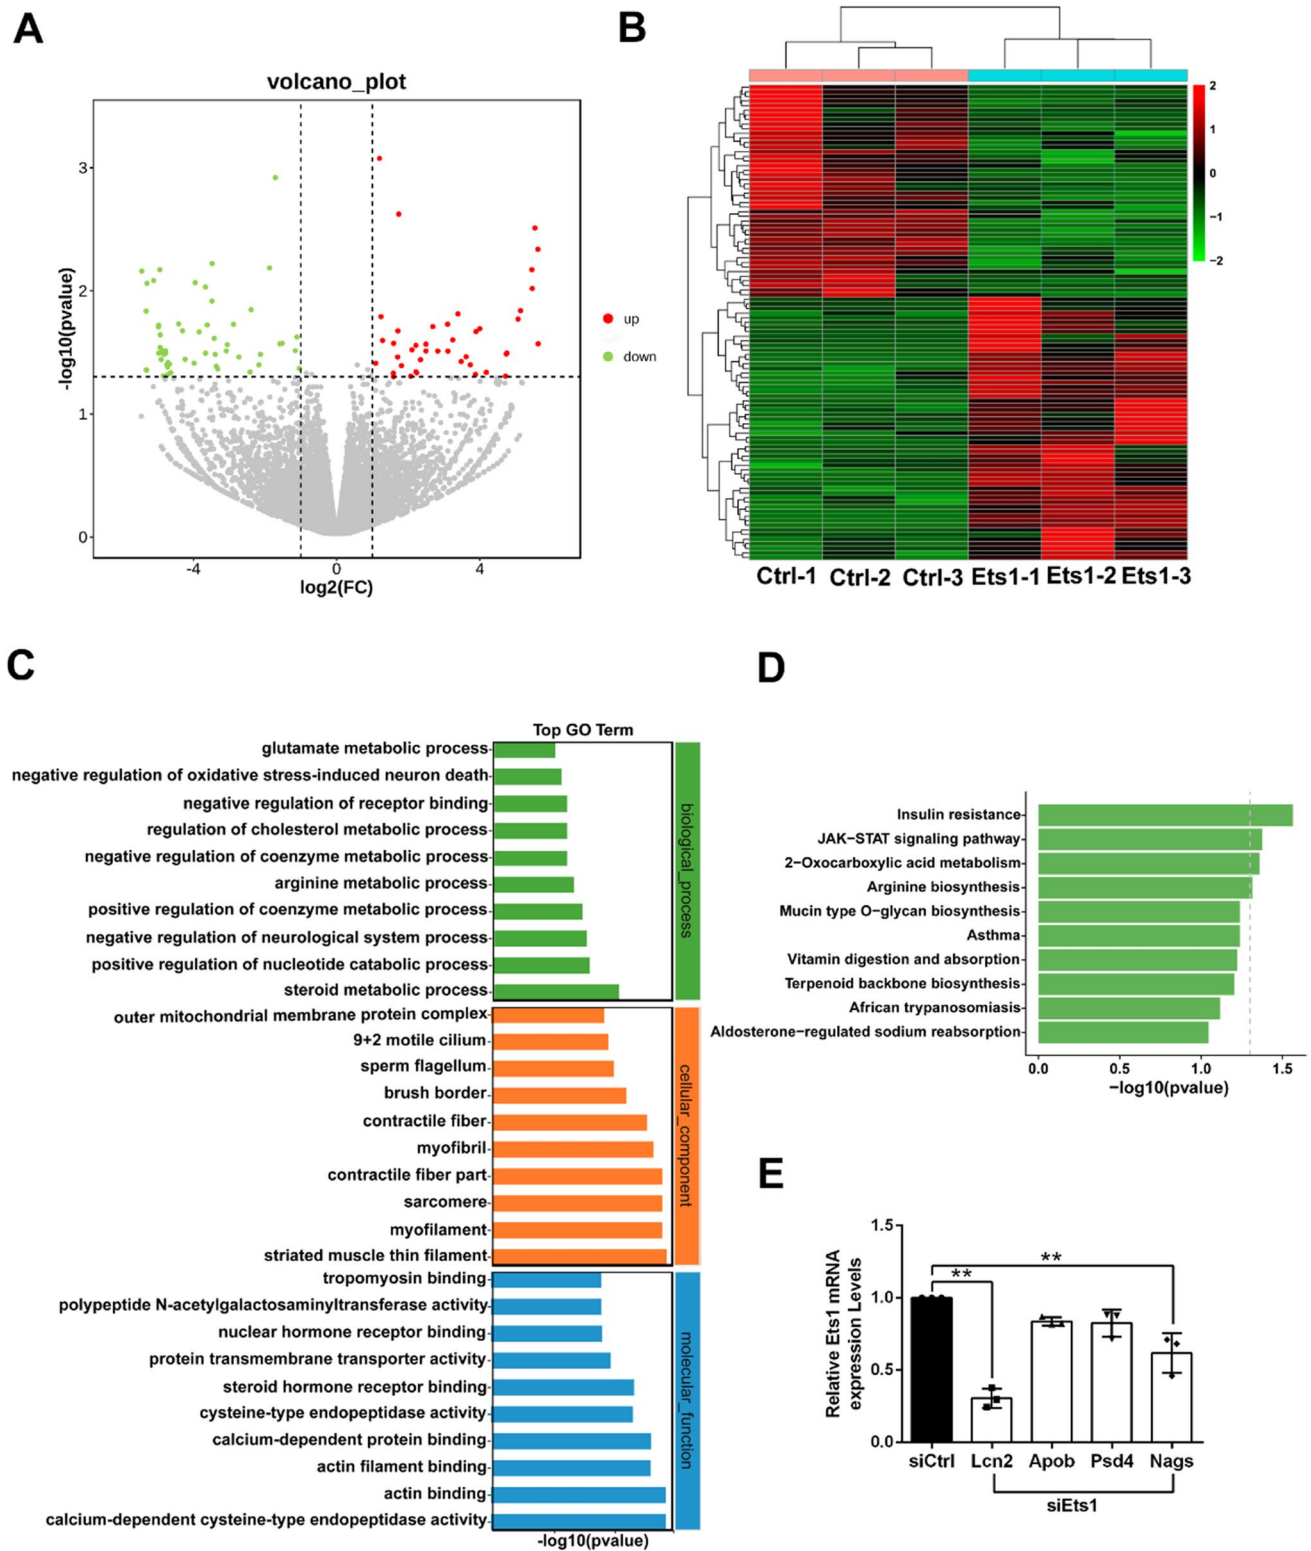 A
volcano_plot
-log10(pvalue)
3
2
1
0
-4
0
4
log2(FC)
up
down
B
2
1
0
−1
−2
Ctrl-1
Ctrl-2
Ctrl-3
Ets1-1
Ets1-2
Ets1-3
C
Top GO Term
glutamate metabolic process
negative regulation of oxidative stress-induced neuron death
negative regulation of receptor binding
regulation of cholesterol metabolic process
negative regulation of coenzyme metabolic process
arginine metabolic process
positive regulation of coenzyme metabolic process
negative regulation of neurological system process
positive regulation of nucleotide catabolic process
steroid metabolic process
biological_process
outer mitochondrial membrane protein complex
9+2 motile cilium
sperm flagellum
brush border
contractile fiber
myofibril
contractile fiber part
sarcomere
myofilament
striated muscle thin filament
cellular_component
tropomyosin binding
polypeptide N-acetylgalactosaminyltransferase activity
nuclear hormone receptor binding
protein transmembrane transporter activity
steroid hormone receptor binding
cysteine-type endopeptidase activity
calcium-dependent protein binding
actin filament binding
actin binding
calcium-dependent cysteine-type endopeptidase activity
molecular_function
-log10(pvalue)
D
Insulin resistance
JAK−STAT signaling pathway
2−Oxocarboxylic acid metabolism
Arginine biosynthesis
Mucin type O−glycan biosynthesis
Asthma
Vitamin digestion and absorption
Terpenoid backbone biosynthesis
African trypanosomiasis
Aldosterone−regulated sodium reabsorption
0.0
0.5
1.0
1.5
−log10(pvalue)
E
Relative Ets1 mRNA
expression Levels
1.5
1.0
0.5
0.0
**
**
siCtrl
Lcn2
Apob
Psd4
Nags
siEts1